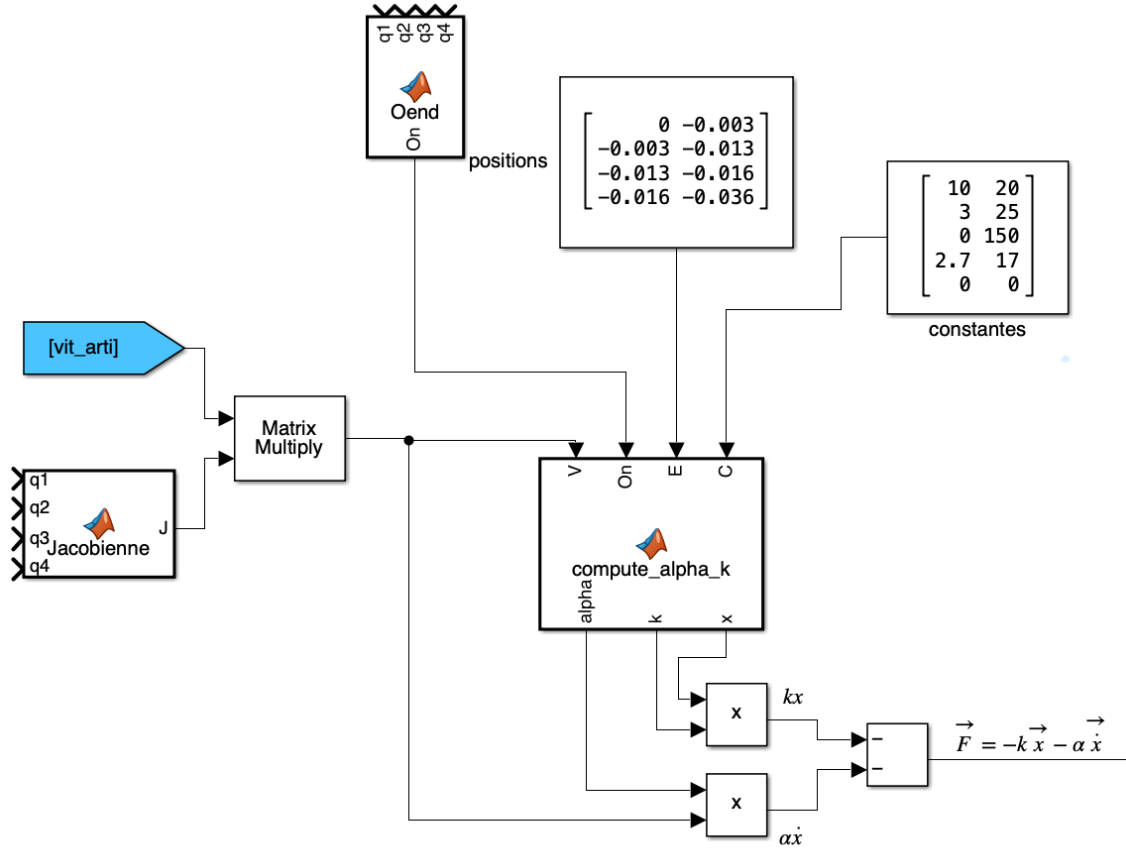 q1
q2
q3
q4
Oend
On
positions
0 -0.003
-0.003 -0.013
-0.013 -0.016
-0.016 -0.036
10 20
3 25
0 150
2.7 17
0 0
constantes
[vit_arti]
Matrix
Multiply
q1
q2
q3
q4
J
Jacobienne
V
On
E
C
compute_alpha_k
alpha
k
x
x
kx
x
αẋ
−
−
F⃗ = −k x⃗ − α ẋ⃗